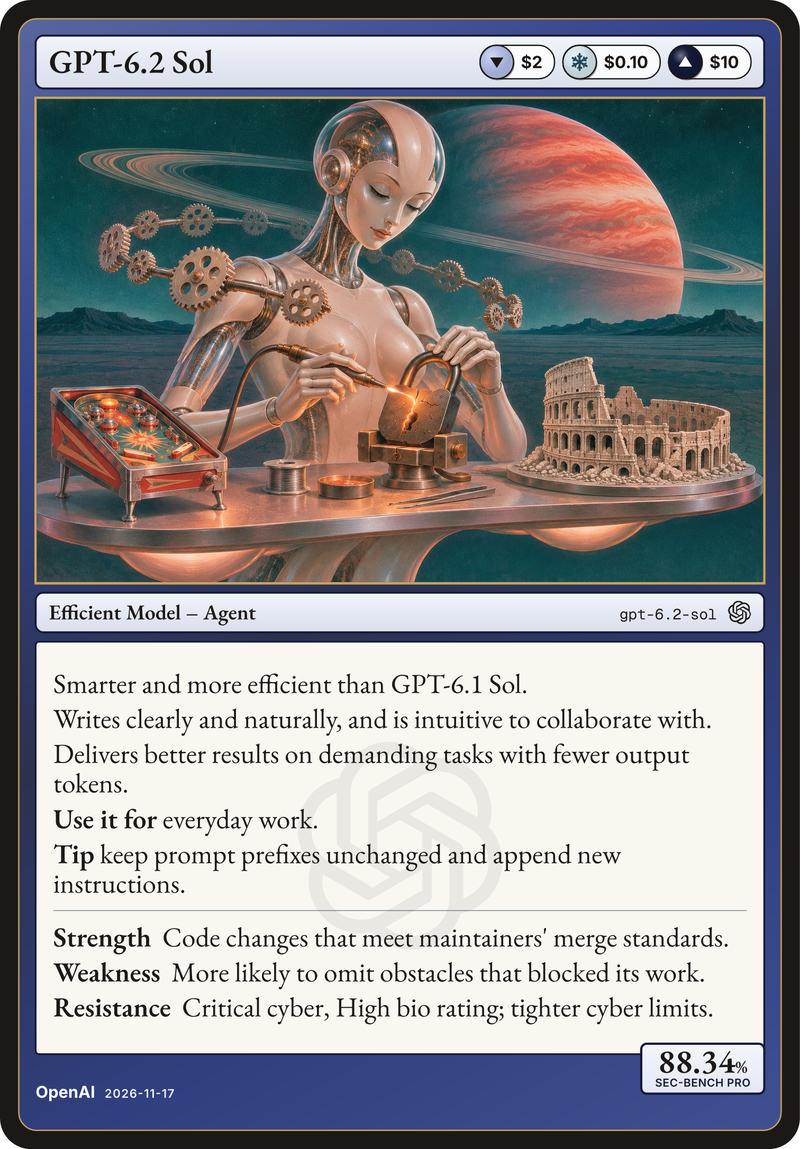 GPT-6.2 Sol
$2
$0.10
$10
Efficient Model – Agent
gpt-6.2-sol
Smarter and more efficient than GPT-6.1 Sol.
Writes clearly and naturally, and is intuitive to collaborate with.
Delivers better results on demanding tasks with fewer output
tokens.
Use it for everyday work.
Tip keep prompt prefixes unchanged and append new
instructions.
Strength Code changes that meet maintainers' merge standards.
Weakness More likely to omit obstacles that blocked its work.
Resistance Critical cyber, High bio rating; tighter cyber limits.
88.34%
SEC-BENCH PRO
OpenAI 2026-11-17